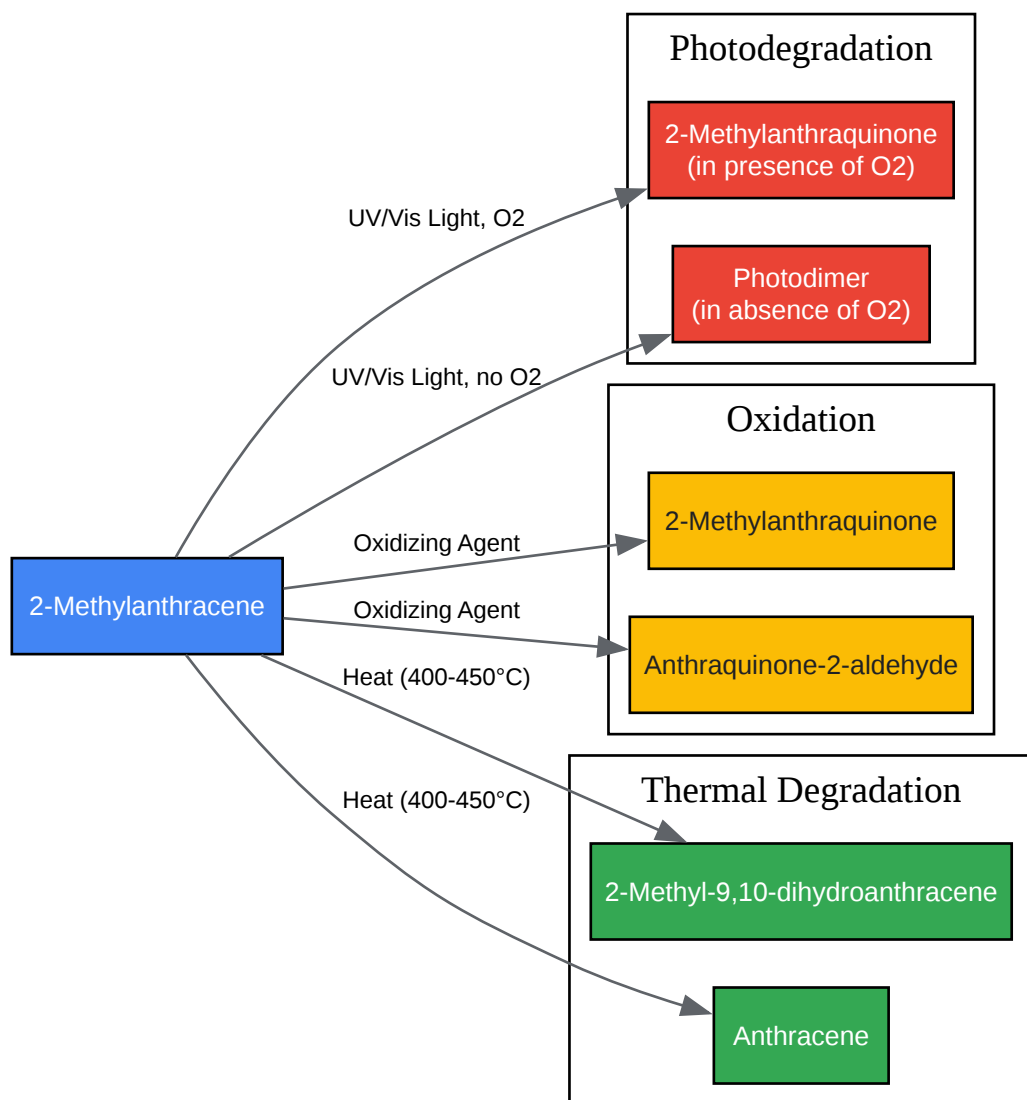 Photodegradation
2-Methylanthraquinone
(in presence of O2)
UV/Vis Light, O2
Photodimer
(in absence of O2)
UV/Vis Light, no O2
Oxidation
2-Methylanthraquinone
Oxidizing Agent
2-Methylanthracene
Oxidizing Agent
Anthraquinone-2-aldehyde
Heat (400-450°C)
Thermal Degradation
Heat (400-450°C)
2-Methyl-9,10-dihydroanthracene
Anthracene